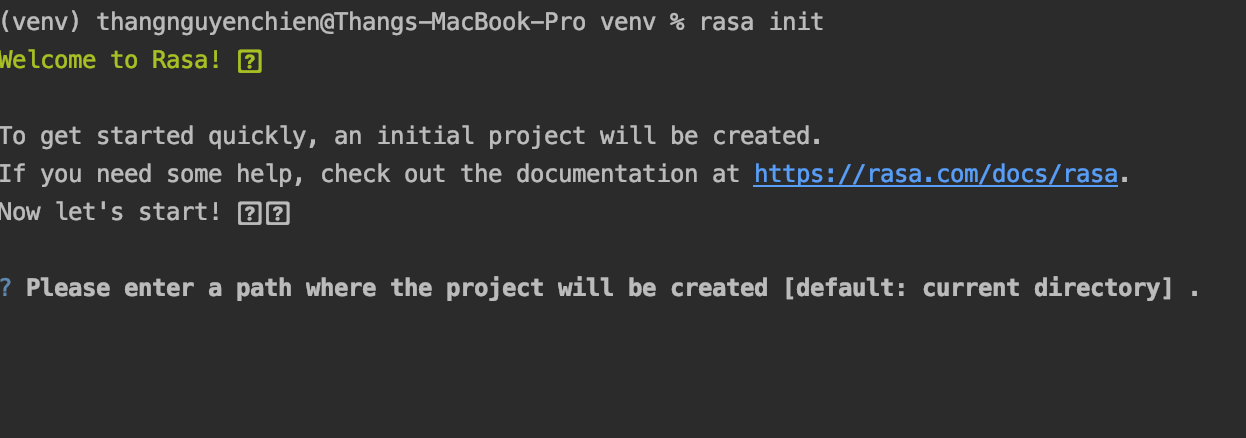 (venv) thangnguyenchien@Thangs-MacBook-Pro venv % rasa init
Welcome to Rasa! ⍰
To get started quickly, an initial project will be created.
If you need some help, check out the documentation at https://rasa.com/docs/rasa.
Now let's start! ⍰⍰
? Please enter a path where the project will be created [default: current directory] .